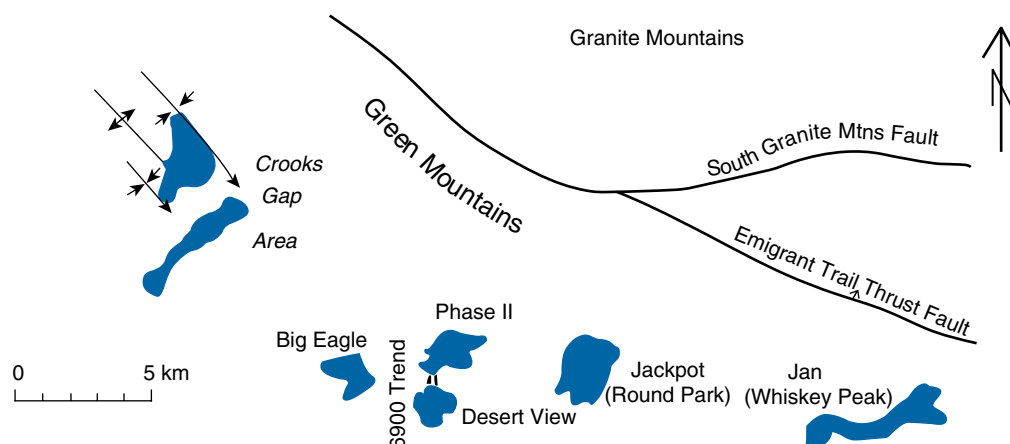 Granite Mountains
South Granite Mtns Fault
Green Mountains
Crooks
Gap
Area
Emigrant Trail Thrust Fault
Phase II
Big Eagle
6900 Trend
Desert View
Jackpot
(Round Park)
Jan
(Whiskey Peak)
0 5 km
N